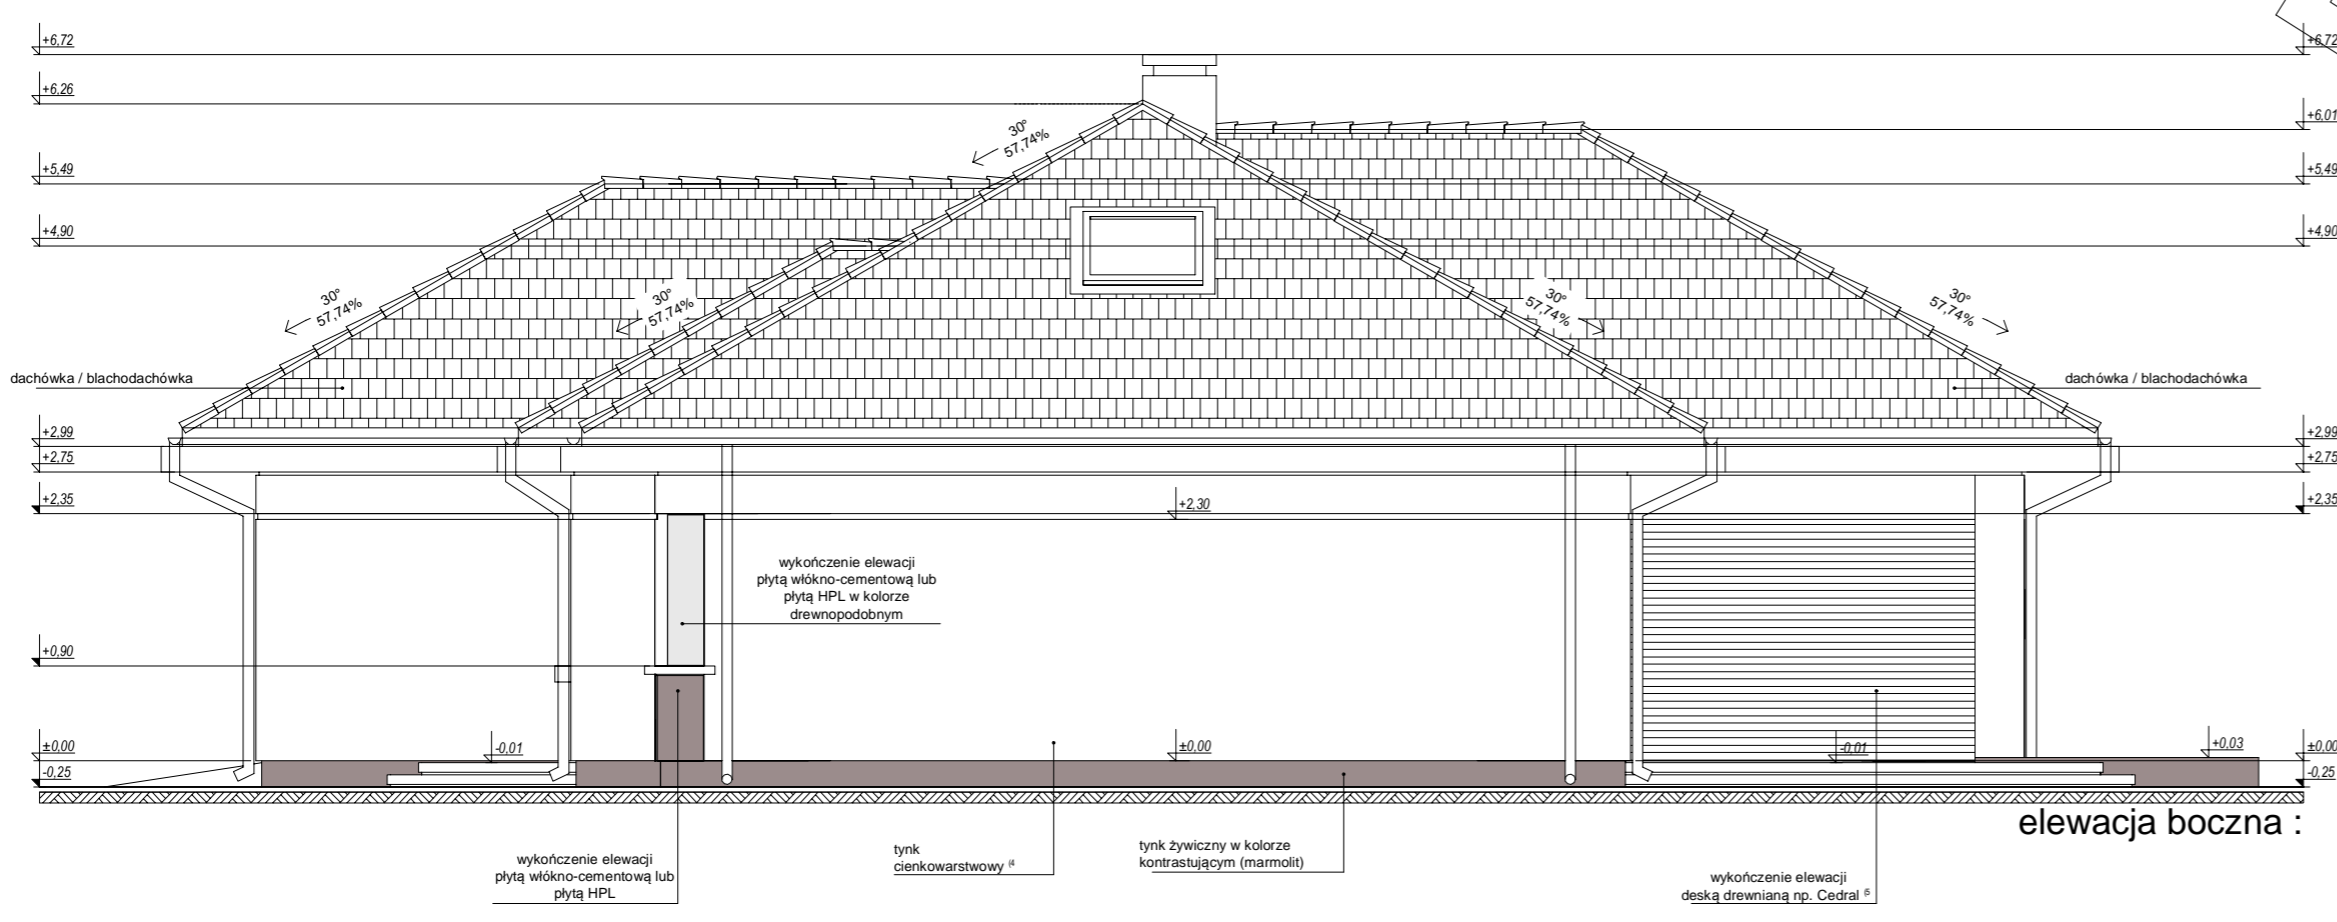 +6,72
+6,72
+6,26
+6,01
30°
57,74%
+5,49
+5,49
+4,90
+4,90
30°
57,74%
30°
57,74%
30°
57,74%
30°
57,74%
dachówka / blachodachówka
dachówka / blachodachówka
+2,99
+2,99
+2,75
+2,75
+2,35
+2,30
+2,35
wykończenie elewacji
płytą włókno-cementową lub
płytą HPL w kolorze
drewnopodobnym
+0,90
±0,00
-0,01
±0,00
-0,01
+0,03
±0,00
-0,25
-0,25
elewacja boczna :
wykończenie elewacji
płytą włókno-cementową lub
płytą HPL
tynk
cienkowarstwowy (4
tynk żywiczny w kolorze
kontrastującym (marmolit)
wykończenie elewacji
deską drewnianą np. Cedral (5